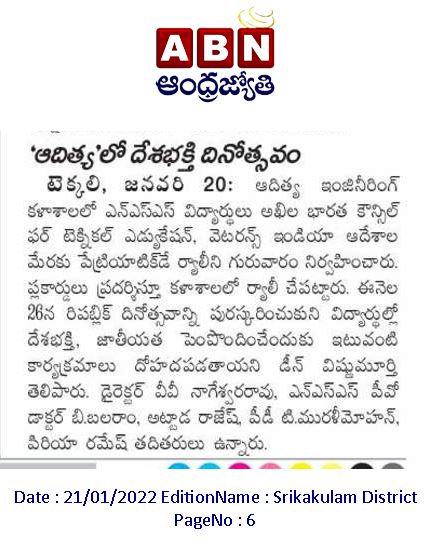 ABN
ఆంధ్రజ్యోతి
‘ఆదిత్య’లో దేశభక్తి దినోత్సవం
టెక్కలి, జనవరి 20: ఆదిత్య ఇంజినీరింగ్
కళాశాలలో ఎన్ఎస్ఎస్ విద్యార్థులు అఖిల భారత కౌన్సిల్
ఫర్ టెక్నికల్ ఎడ్యుకేషన్, వెటరన్స్ ఇండియా ఆదేశాల
మేరకు పేట్రియాటిక్‌డే ర్యాలీని గురువారం నిర్వహించారు.
ప్లకార్డులు ప్రదర్శిస్తూ కళాశాలలో ర్యాలీ చేపట్టారు. ఈనెల
26న రిపబ్లిక్ దినోత్సవాన్ని పురస్కరించుకుని విద్యార్థుల్లో
దేశభక్తి, జాతీయత పెంపొందించేందుకు ఇటువంటి
కార్యక్రమాలు దోహదపడతాయని డీన్ విష్ణుమూర్తి
తెలిపారు. డైరెక్టర్ వీవీ నాగేశ్వరరావు, ఎన్ఎస్ఎస్ పీవో
డాక్టర్ బి.బలరాం, అట్టాడ రాజేష్, పీడీ టి.మురళీమోహన్,
పిరియా రమేష్ తదితరులు ఉన్నారు.
Date : 21/01/2022 EditionName : Srikakulam District
PageNo : 6